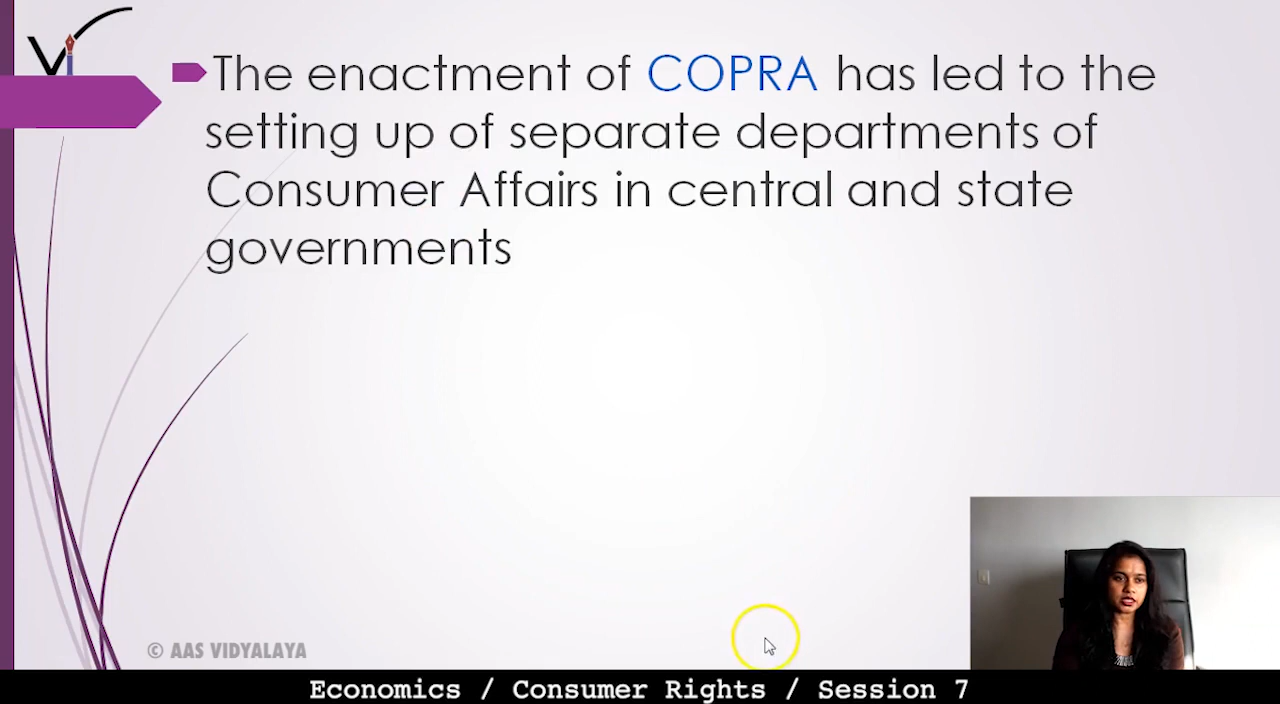 Vi
The enactment of COPRA has led to the
setting up of separate departments of
Consumer Affairs in central and state
governments
© AAS VIDYALAYA
Economics / Consumer Rights / Session 7